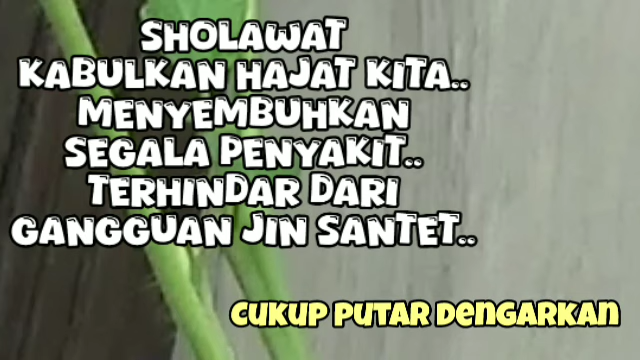 SHOLAWAT
KABULKAN HAJAT KITA..
MENYEMBUHKAN
SEGALA PENYAKIT..
TERHINDAR DARI
GANGGUAN JIN SANTET..
CUKUP PUTAR DENGARKAN